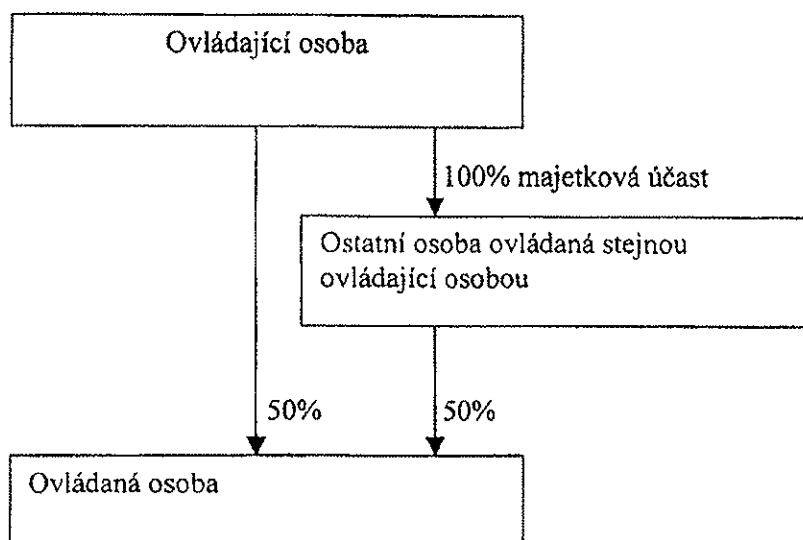 Ovládající osoba
100% majetková účast
Ostatní osoba ovládaná stejnou
ovládající osobou
50%
50%
Ovládaná osoba